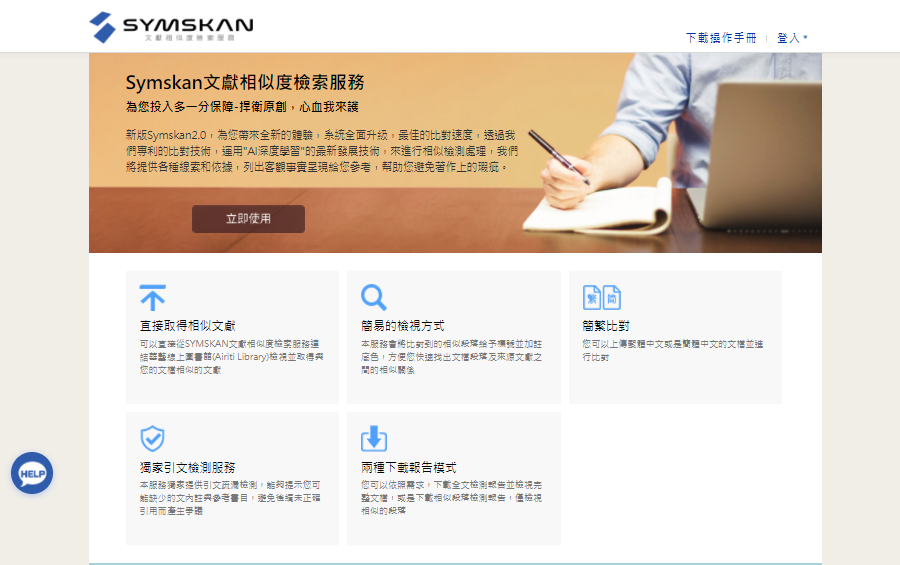 SYMSKAN
文獻相似度檢索服務
下載操作手冊
登入
Symskan文獻相似度檢索服務
為您投入多一分保障-捍衛原創，心血我來護
新版Symskan2.0，為您帶來全新的體驗，系統全面升級，最佳的比對速度，透過我
們專利的比對技術，運用"AI深度學習"的最新發展技術，來進行相似檢測處理，我們
將提供各種線索和依據，列出客觀事實呈現給您參考，幫助您避免著作上的瑕疵。
立即使用
直接取得相似文獻
可以直接從SYMSKAN文獻相似度檢索服務連
結華藝線上圖書館(Airiti Library)檢視並取得與
您的文檔相似的文獻
簡易的檢視方式
本服務會將比對到的相似段落給予標號並加註
底色，方便您快速找出文檔段落及來源文獻之
間的相似關係
繁 简
簡繁比對
您可以上傳繁體中文或是簡體中文的文檔並進
行比對
獨家引文檢測服務
本服務獨家提供引文疏漏檢測，能夠提示您可
能缺少的文內註與參考書目，避免後續未正確
引用而產生爭議
兩種下載報告模式
您可以依照需求，下載全文檢測報告並檢視完
整文檔，或是下載相似段落檢測報告，僅檢視
相似的段落
HELP